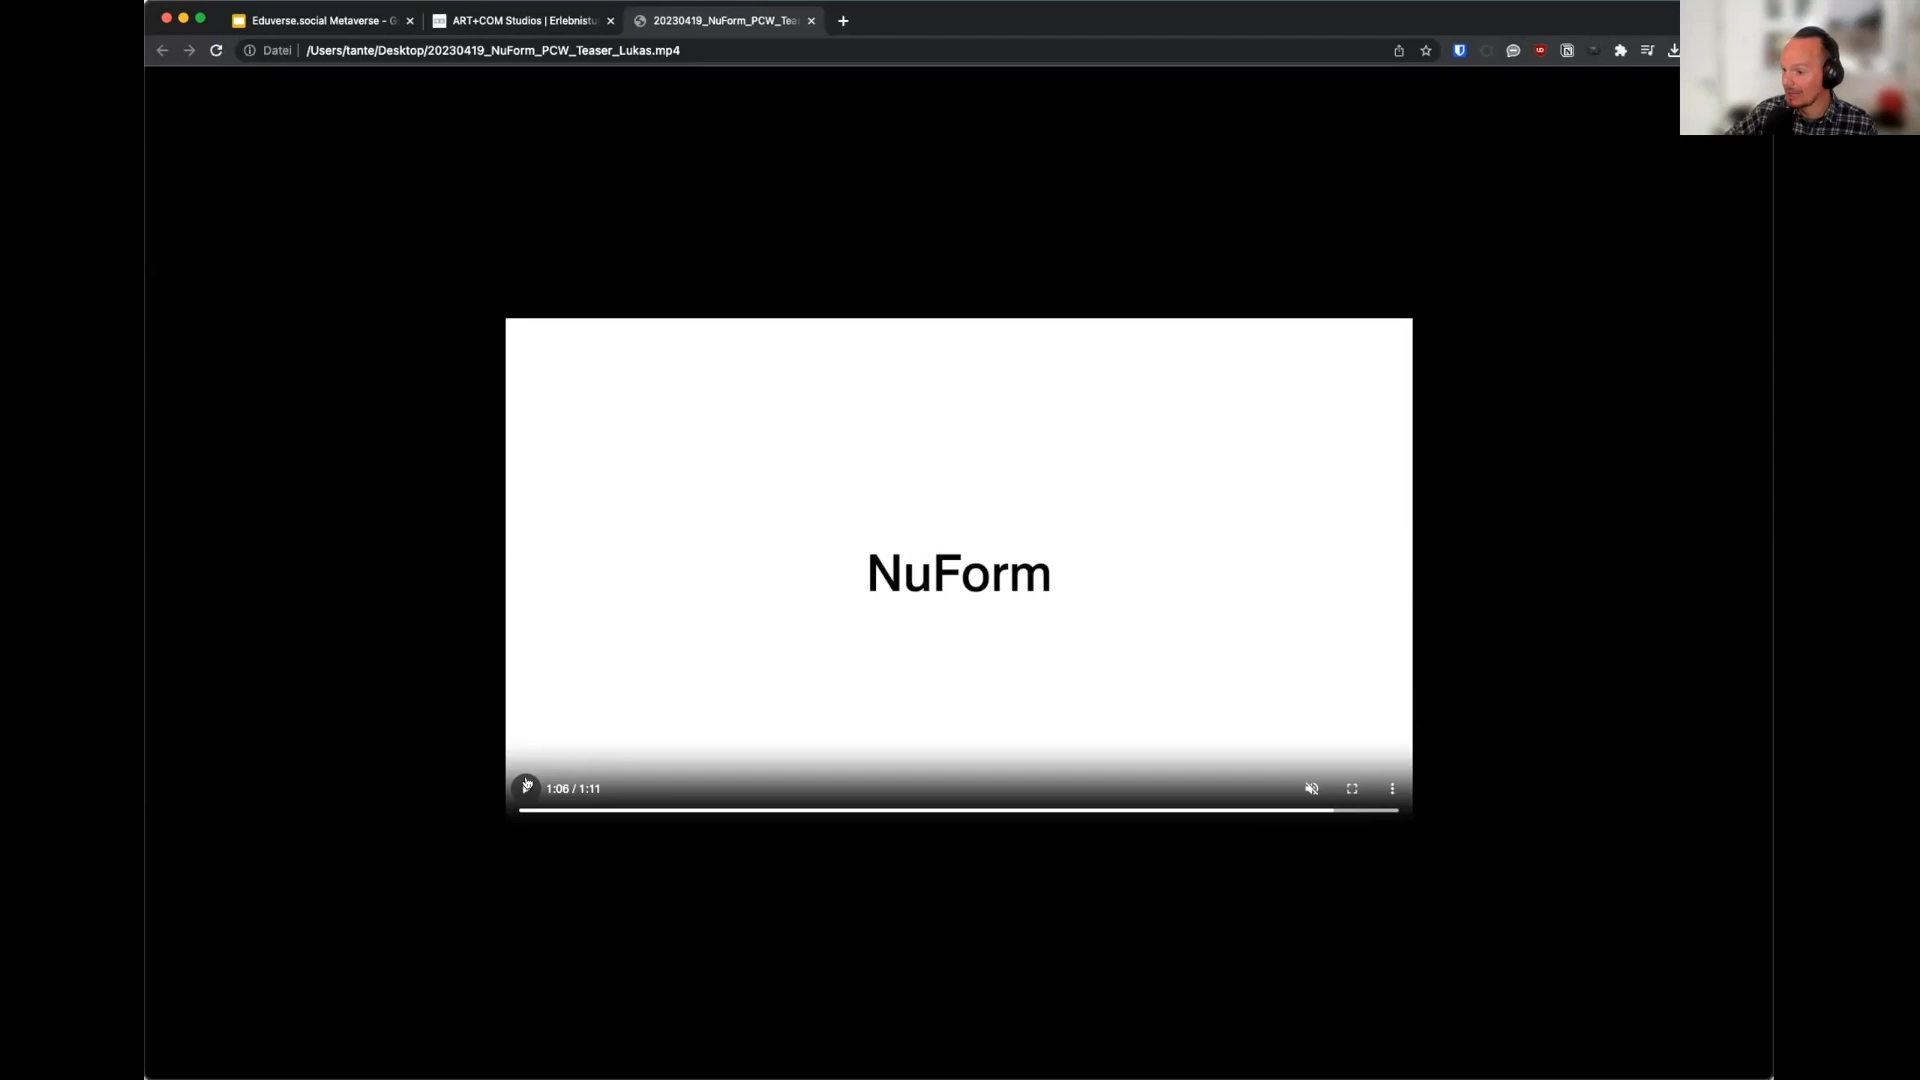 Eduverse.social Metaverse - G
ART+COM Studios | Erlebnistu
20230419_NuForm_PCW_Tea
Datei
/Users/tante/Desktop/20230419_NuForm_PCW_Teaser_Lukas.mp4
NuForm
1:06 / 1:11